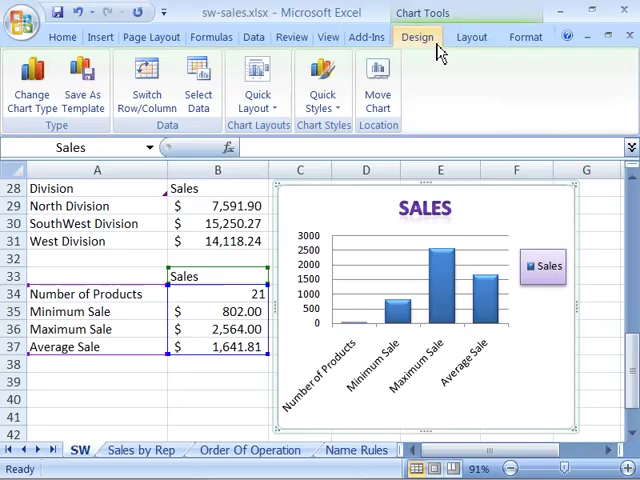 sw-sales.xlsx - Microsoft Excel
Chart Tools
Home Insert Page Layout Formulas Data Review View Add-Ins Design Layout Format
Change Chart Type
Save As Template
Switch Row/Column
Select Data
Quick Layout
Quick Styles
Move Chart
Type Data Chart Layouts Chart Styles Location
Sales fx
A B C D E F G
28 Division Sales
29 North Division $ 7,591.90
30 SouthWest Division $ 15,250.27
31 West Division $ 14,118.24
32
33 Sales
34 Number of Products 21
35 Minimum Sale $ 802.00
36 Maximum Sale $ 2,564.00
37 Average Sale $ 1,641.81
38
39
40
41
42
SALES
3000
2500
2000
1500
1000
500
0
Number of Products
Minimum Sale
Maximum Sale
Average Sale
Sales
SW Sales by Rep Order Of Operation Name Rules
Ready 91%